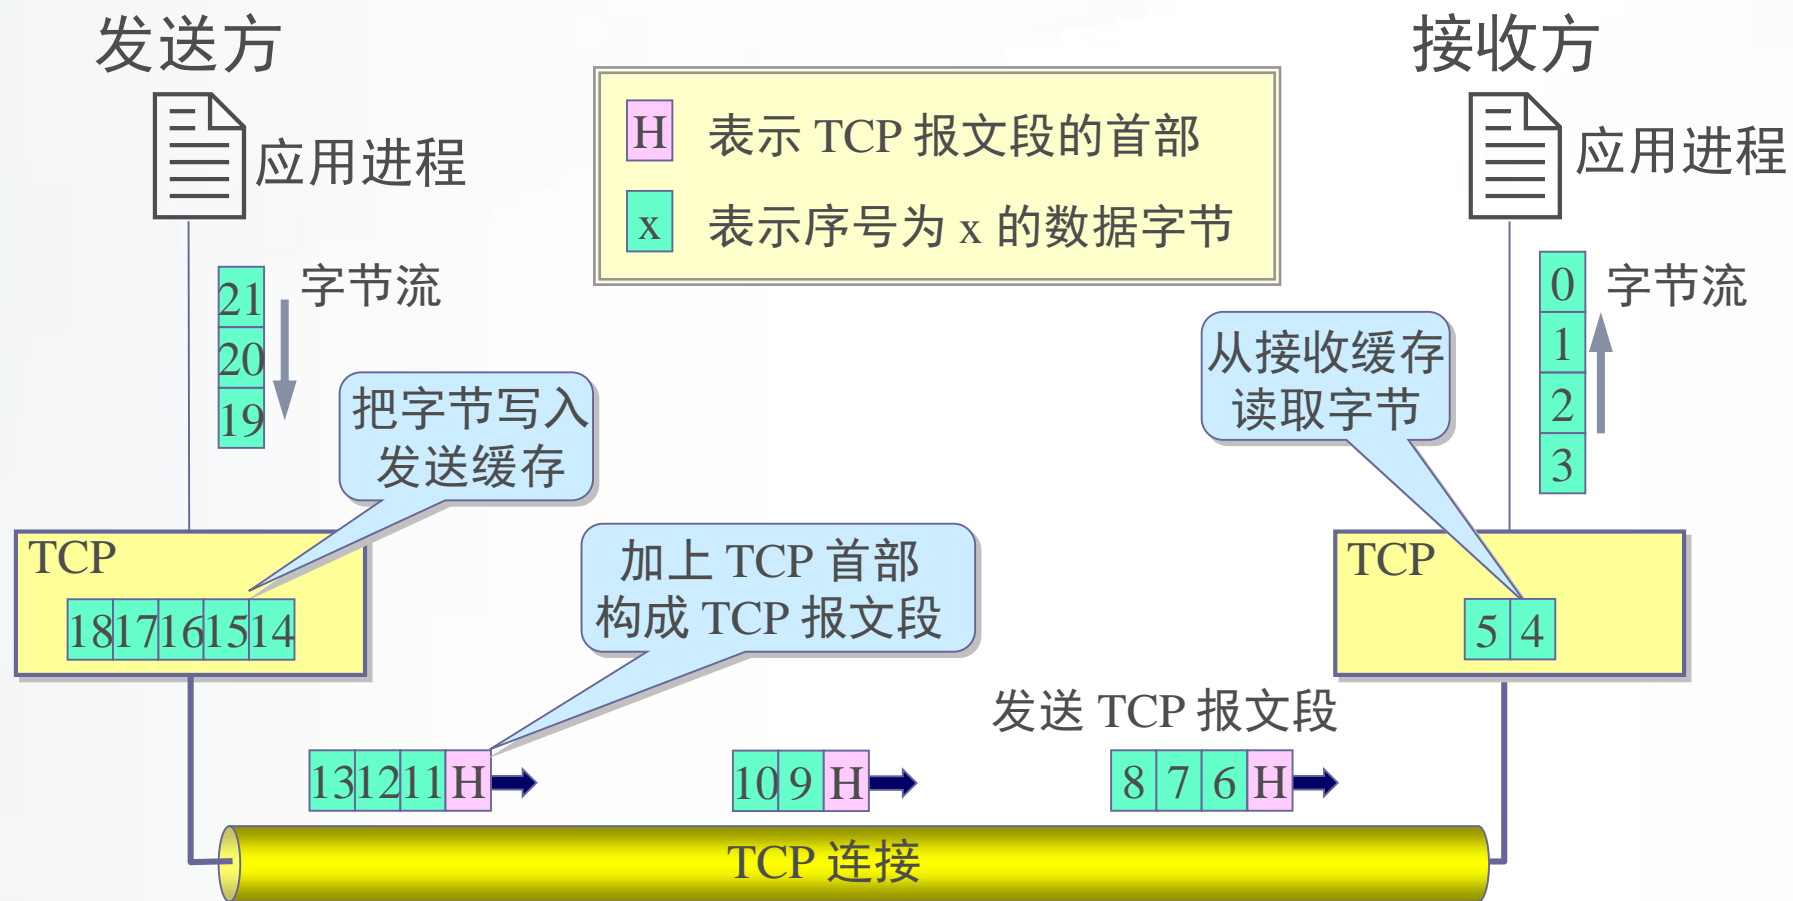 发送方
接收方
H 表示 TCP 报文段的首部
x 表示序号为 x 的数据字节
应用进程
应用进程
21
20
19
字节流
0
1
2
3
字节流
把字节写入
发送缓存
从接收缓存
读取字节
TCP
18 17 16 15 14
加上 TCP 首部
构成 TCP 报文段
TCP
5 4
发送 TCP 报文段
13 12 11 H
10 9 H
8 7 6 H
TCP 连接